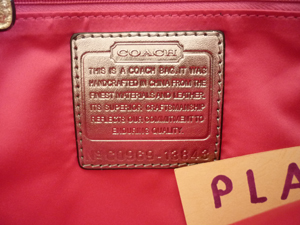 COACH
THIS IS A COACH BAG. IT WAS
HANDCRAFTED IN CHINA FROM THE
FINEST MATERIALS AND LEATHER.
ITS SUPERIOR CRAFTSMANSHIP
REFLECTS OUR COMMITMENT TO
ENDURING QUALITY.
PLA